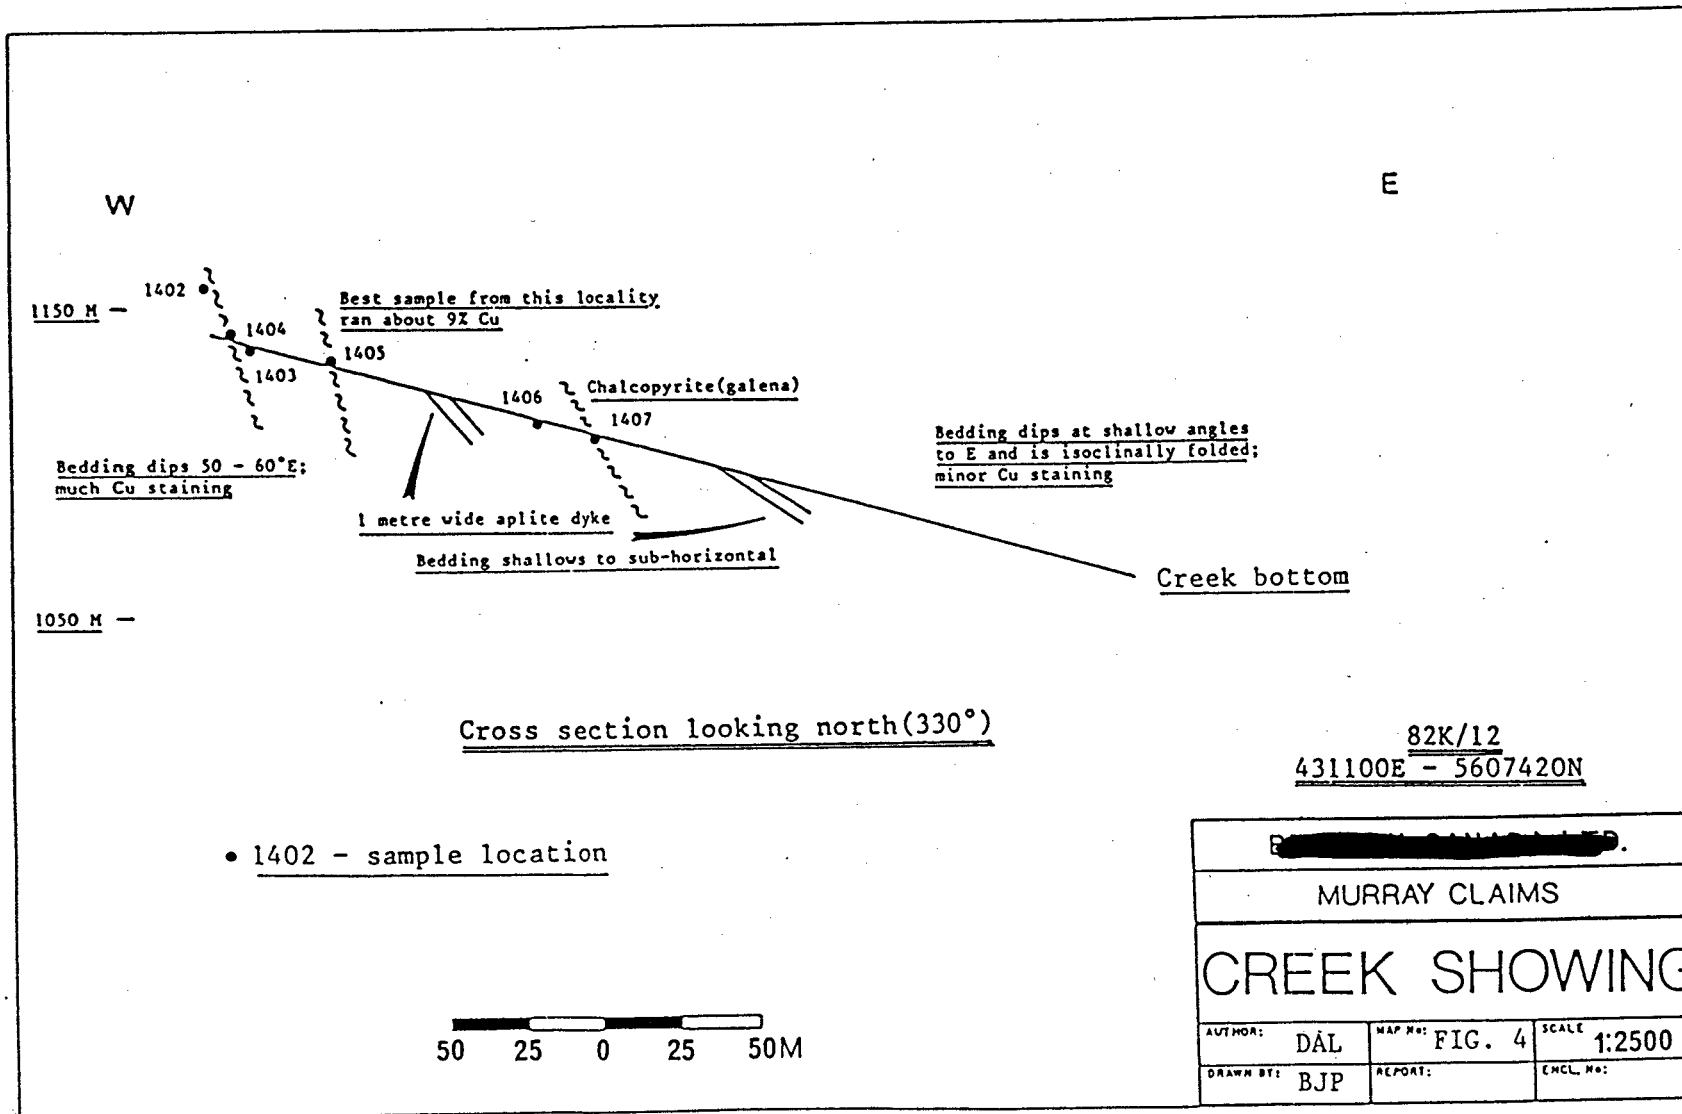 W
E
1402
1150 M
Best sample from this locality
ran about 9% Cu
1404
1405
1403
Chalcopyrite(galena)
1406
1407
Bedding dips at shallow angles
to E and is isoclinally folded;
minor Cu staining
Bedding dips 50 - 60°E;
much Cu staining
1 metre wide aplite dyke
Bedding shallows to sub-horizontal
Creek bottom
1050 M
Cross section looking north(330°)
82K/12
431100E - 5607420N
• 1402 - sample location
MURRAY CLAIMS
CREEK SHOWING
AUTHOR: DAL
MAP No: FIG. 4
SCALE 1:2500
DRAWN BY: BJP
REPORT:
ENCL. No:
50 25 0 25 50M